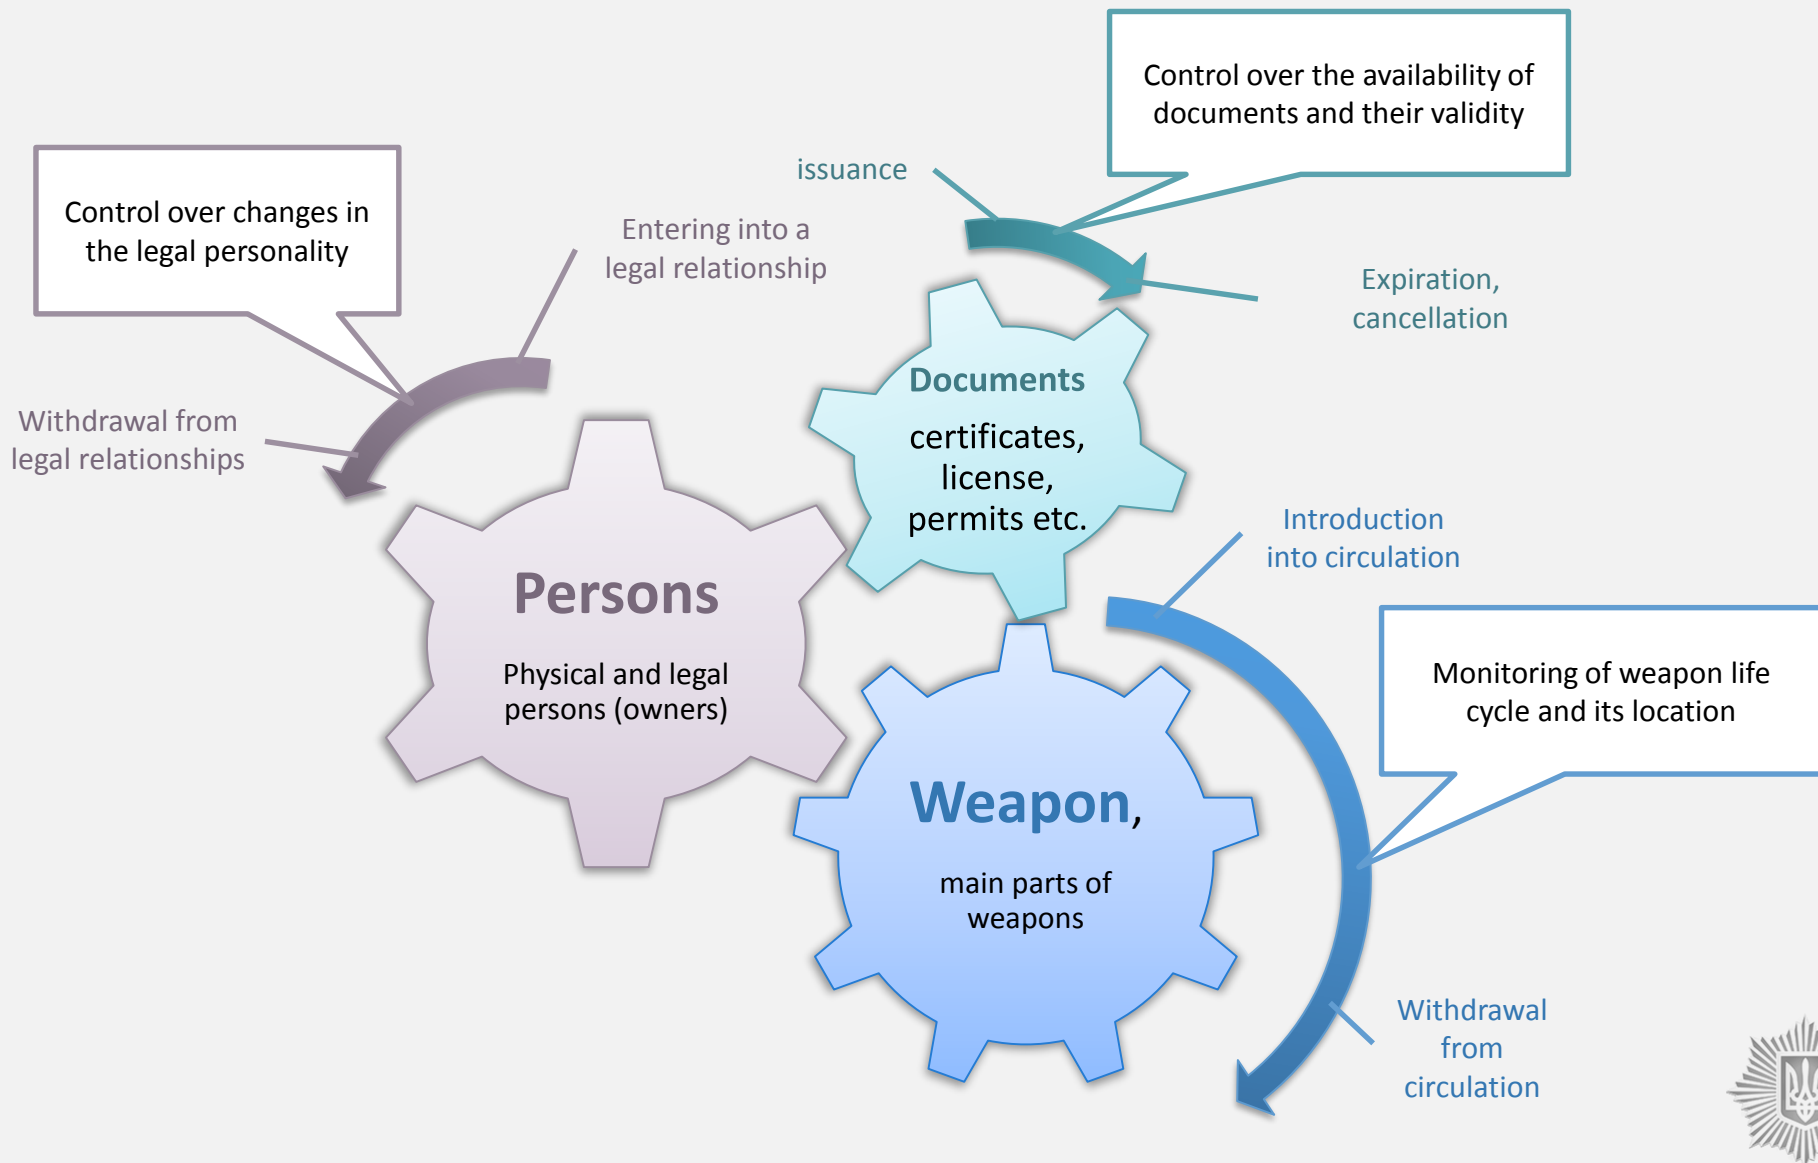 Control over the availability of
documents and their validity
issuance
Control over changes in
the legal personality
Entering into a
legal relationship
Expiration,
cancellation
Withdrawal from
legal relationships
Documents
certificates,
license,
permits etc.
Introduction
into circulation
Persons
Physical and legal
persons (owners)
Monitoring of weapon life
cycle and its location
Weapon,
main parts of
weapons
Withdrawal
from
circulation